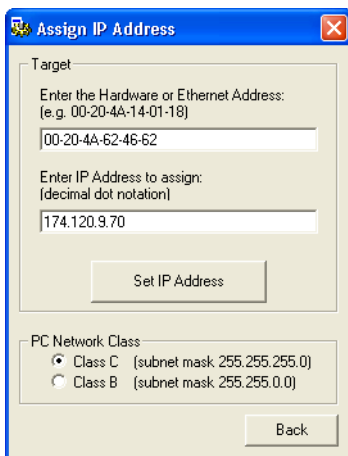 Assign IP Address
Target
Enter the Hardware or Ethernet Address:
(e.g. 00-20-4A-14-01-18)
00-20-4A-62-46-62
Enter IP Address to assign:
(decimal dot notation)
174.120.9.70
Set IP Address
PC Network Class
Class C (subnet mask 255.255.255.0)
Class B (subnet mask 255.255.0.0)
Back